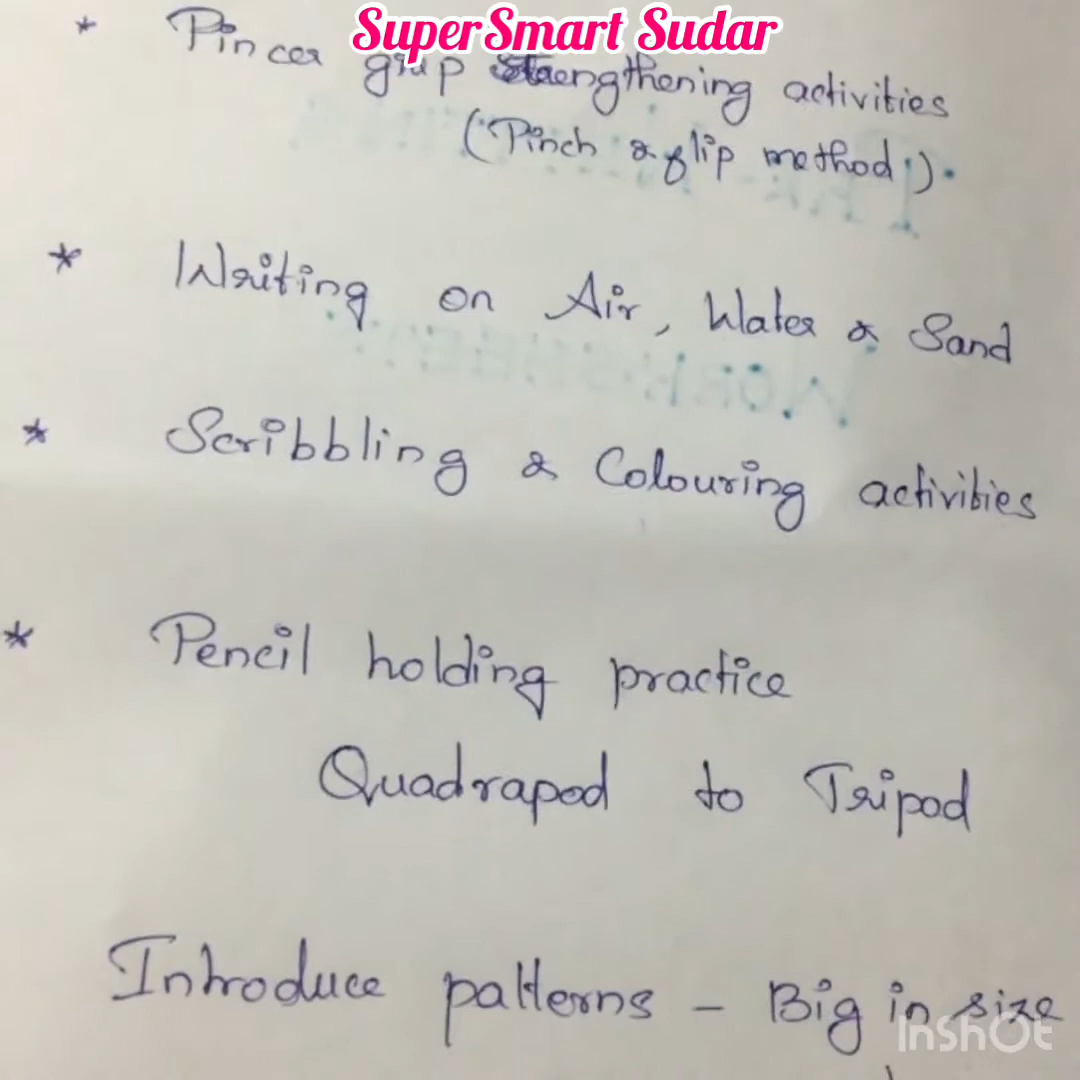 SuperSmart Sudar
* Pincer grip strengthening activities
(Pinch & flip method).
* Writing on Air, Water & Sand
* Scribbling & Colouring activities
* Pencil holding practice
Quadrapod to Tripod
Introduce patterns - Big in size
InShOt